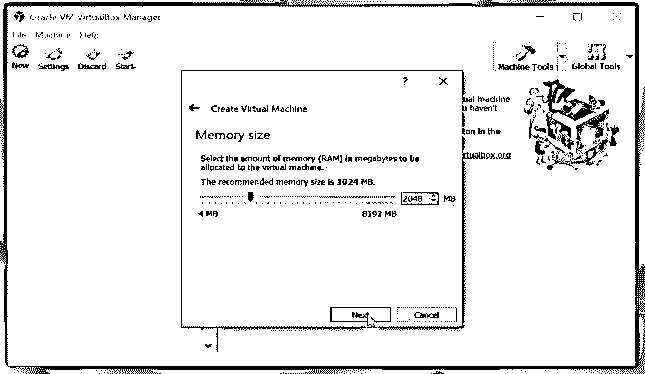 Oracle VM VirtualBox Manager
File Machine Help
New Settings Discard Start
Machine Tools Global Tools
? ×
← Create Virtual Machine
Memory size
Select the amount of memory (RAM) in megabytes to be
allocated to the virtual machine.
The recommended memory size is 1024 MB.
2048 MB
4 MB 8192 MB
Next Cancel
ual machine
haven't
ton in the
rtualbox.org